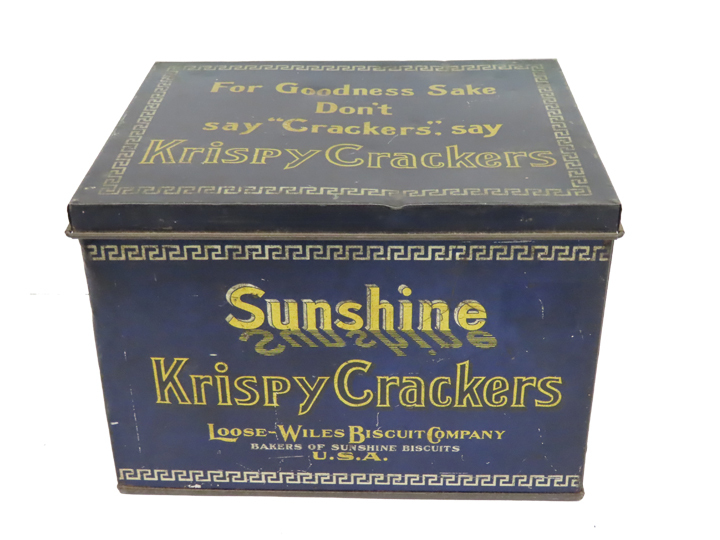 For Goodness Sake
Don't
say "Crackers". say
Krispy Crackers
Sunshine
Krispy Crackers
LOOSE-WILES BISCUIT COMPANY
BAKERS OF SUNSHINE BISCUITS
U.S.A.